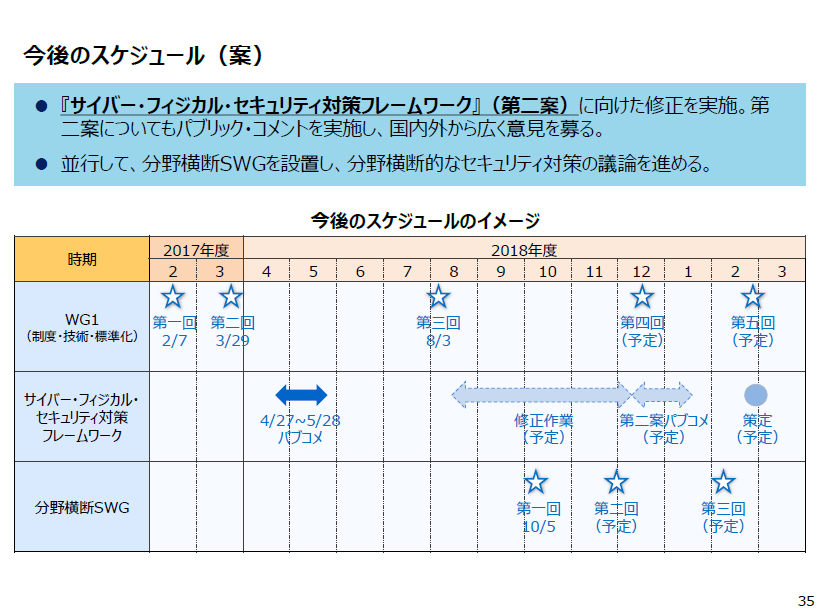 今後のスケジュール（案）
● 『サイバー・フィジカル・セキュリティ対策フレームワーク』（第二案）に向けた修正を実施。第
二案についてもパブリック・コメントを実施し、国内外から広く意見を募る。
● 並行して、分野横断SWGを設置し、分野横断的なセキュリティ対策の議論を進める。
今後のスケジュールのイメージ
時期
2017年度 2018年度
2 3 4 5 6 7 8 9 10 11 12 1 2 3
WG1
（制度・技術・標準化）
第一回 第二回 第三回 第四回 第五回
2/7 3/29 8/3 （予定） （予定）
サイバー・フィジカル・
セキュリティ対策
フレームワーク
4/27~5/28 修正作業 第二案パブコメ 策定
パブコメ （予定） （予定） （予定）
分野横断SWG
第一回 第二回 第三回
10/5 （予定） （予定）
35